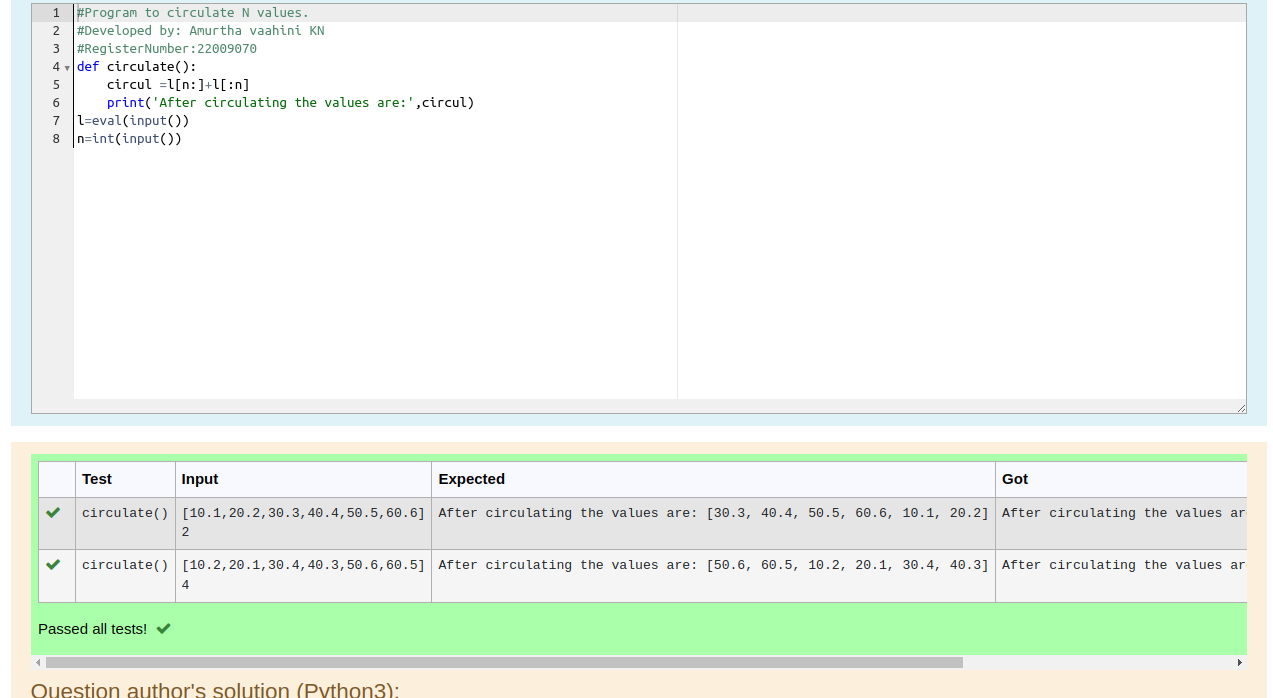 1 #Program to circulate N values.
2 #Developed by: Amurtha vaahini KN
3 #RegisterNumber:22009070
4 def circulate():
5     circul =l[n:]+l[:n]
6     print('After circulating the values are:',circul)
7 l=eval(input())
8 n=int(input())
Test Input Expected Got
circulate() [10.1,20.2,30.3,40.4,50.5,60.6] After circulating the values are: [30.3, 40.4, 50.5, 60.6, 10.1, 20.2] After circulating the values ar
2
circulate() [10.2,20.1,30.4,40.3,50.6,60.5] After circulating the values are: [50.6, 60.5, 10.2, 20.1, 30.4, 40.3] After circulating the values ar
4
Passed all tests!
Question author's solution (Python3):